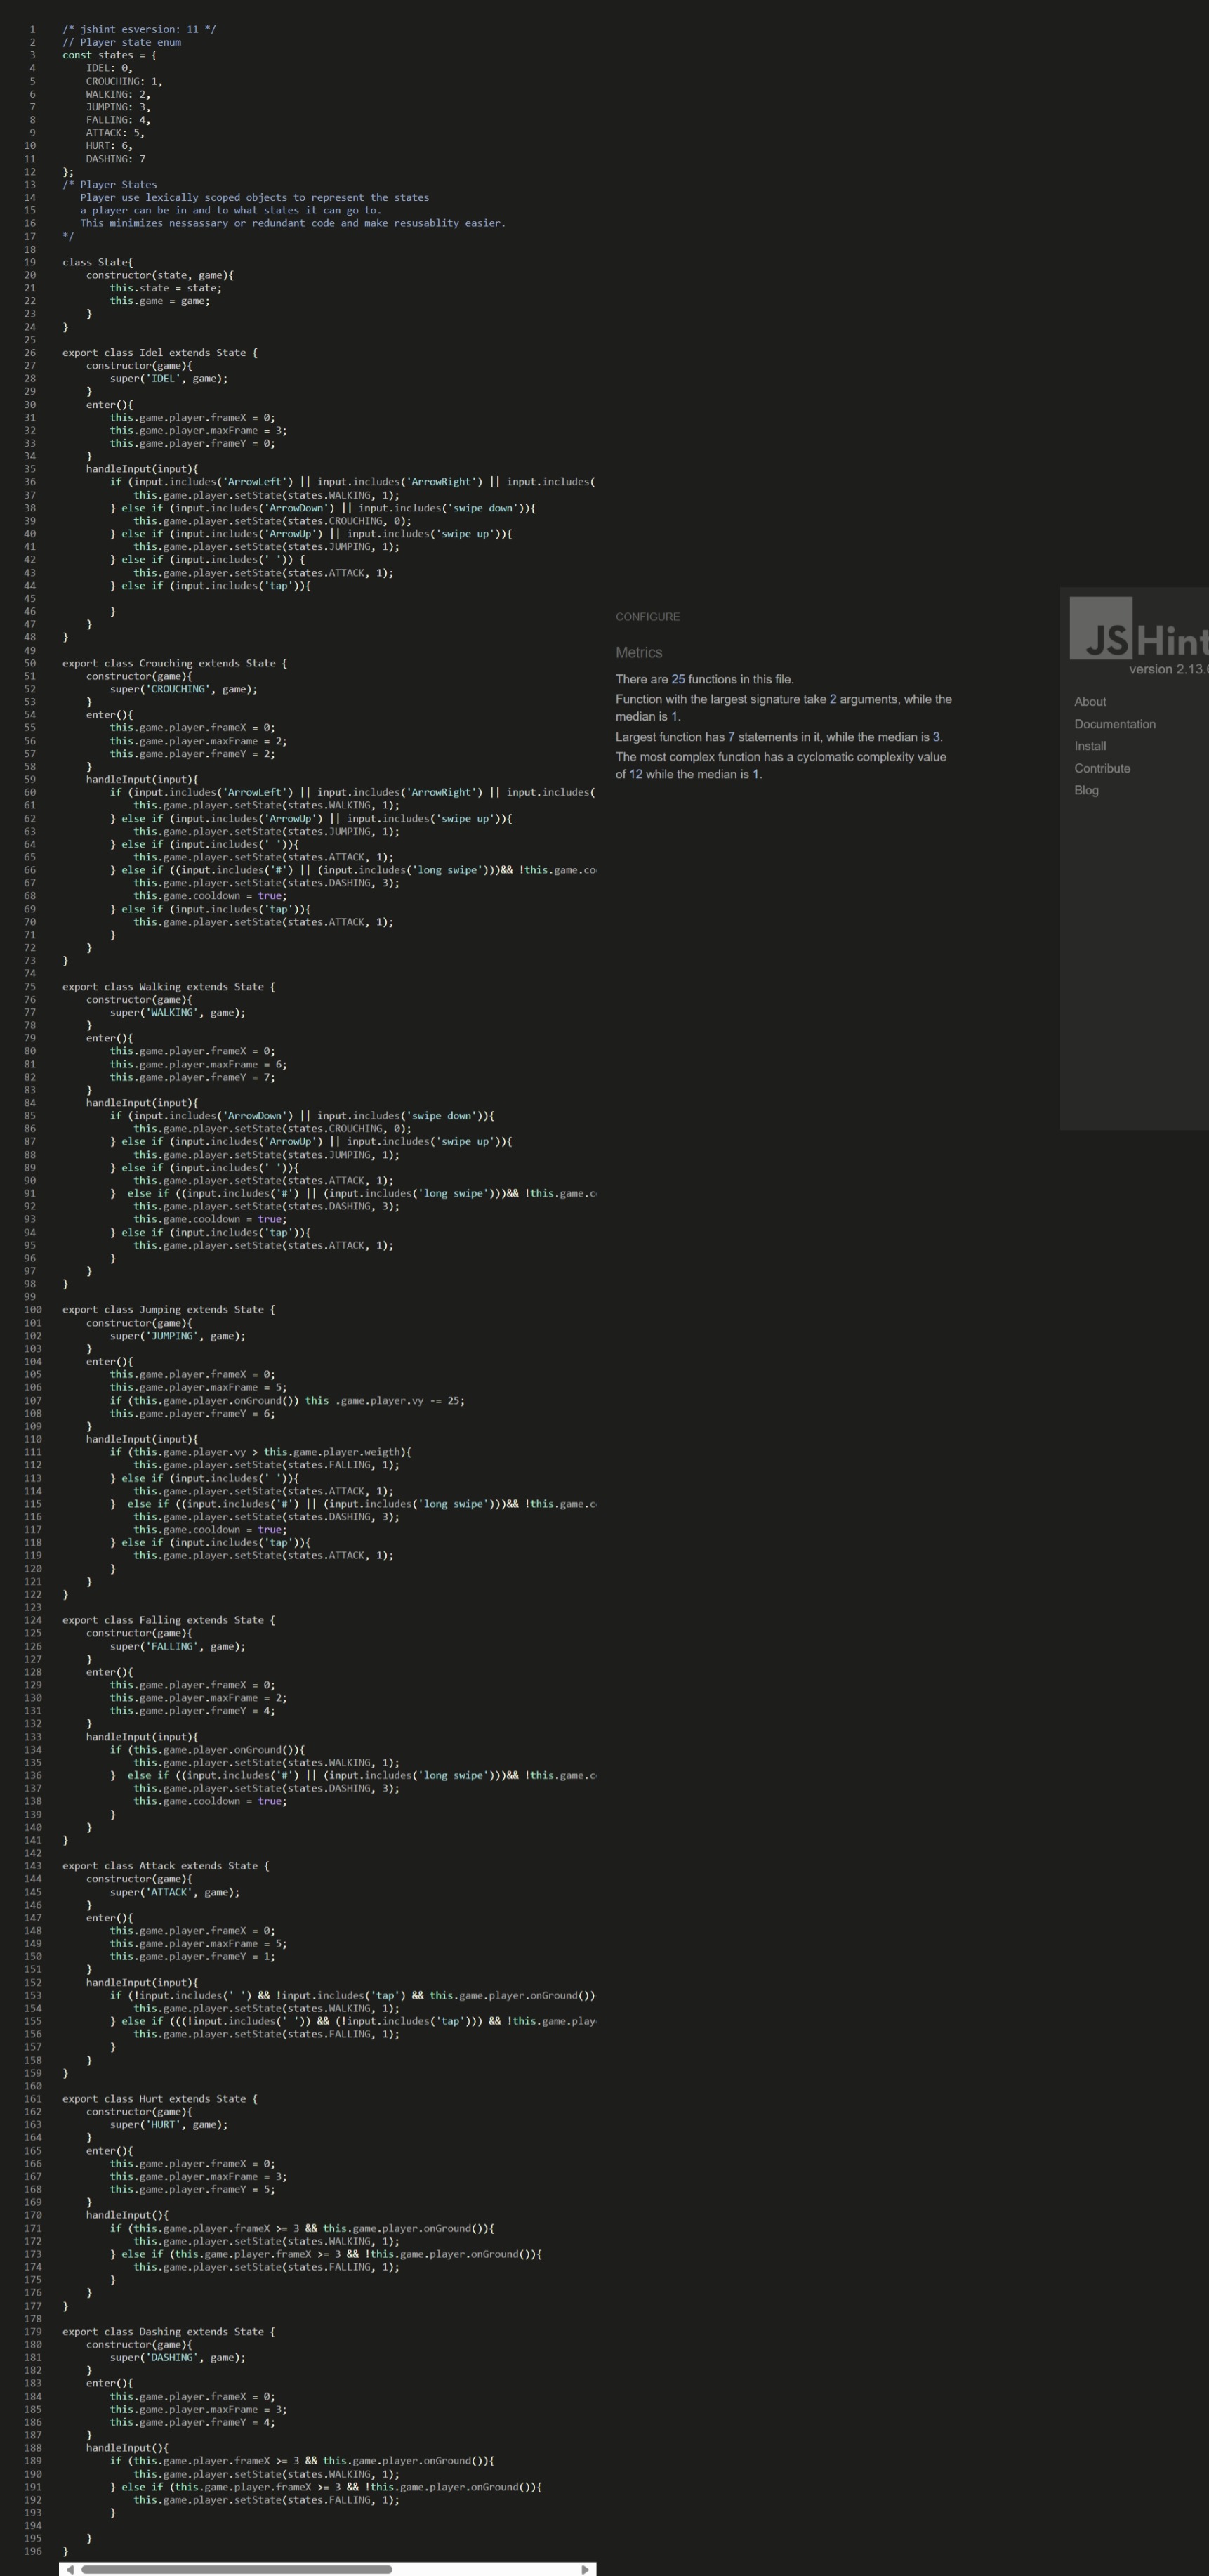 1 /* jshint esversion: 11 */
2 // Player state enum
3 const states = {
4 IDEL: 0,
5 CROUCHING: 1,
6 WALKING: 2,
7 JUMPING: 3,
8 FALLING: 4,
9 ATTACK: 5,
10 HURT: 6,
11 DASHING: 7
12 };
13 /* Player States
14 Player use lexically scoped objects to represent the states
15 a player can be in and to what states it can go to.
16 This minimizes nessassary or redundant code and make resusablity easier.
17 */
18
19 class State{
20 constructor(state, game){
21 this.state = state;
22 this.game = game;
23 }
24 }
25
26 export class Idel extends State {
27 constructor(game){
28 super('IDEL', game);
29 }
30 enter(){
31 this.game.player.frameX = 0;
32 this.game.player.maxFrame = 3;
33 this.game.player.frameY = 0;
34 }
35 handleInput(input){
36 if (input.includes('ArrowLeft') || input.includes('ArrowRight') || input.includes(
37 this.game.player.setState(states.WALKING, 1);
38 } else if (input.includes('ArrowDown') || input.includes('swipe down')){
39 this.game.player.setState(states.CROUCHING, 0);
40 } else if (input.includes('ArrowUp') || input.includes('swipe up')){
41 this.game.player.setState(states.JUMPING, 1);
42 } else if (input.includes(' ')) {
43 this.game.player.setState(states.ATTACK, 1);
44 } else if (input.includes('tap')){
45
46 }
47 }
48 }
49
50 export class Crouching extends State {
51 constructor(game){
52 super('CROUCHING', game);
53 }
54 enter(){
55 this.game.player.frameX = 0;
56 this.game.player.maxFrame = 2;
57 this.game.player.frameY = 2;
58 }
59 handleInput(input){
60 if (input.includes('ArrowLeft') || input.includes('ArrowRight') || input.includes(
61 this.game.player.setState(states.WALKING, 1);
62 } else if (input.includes('ArrowUp') || input.includes('swipe up')){
63 this.game.player.setState(states.JUMPING, 1);
64 } else if (input.includes(' ')){
65 this.game.player.setState(states.ATTACK, 1);
66 } else if ((input.includes('#') || (input.includes('long swipe')))&& !this.game.co
67 this.game.player.setState(states.DASHING, 3);
68 this.game.cooldown = true;
69 } else if (input.includes('tap')){
70 this.game.player.setState(states.ATTACK, 1);
71 }
72 }
73 }
74
75 export class Walking extends State {
76 constructor(game){
77 super('WALKING', game);
78 }
79 enter(){
80 this.game.player.frameX = 0;
81 this.game.player.maxFrame = 6;
82 this.game.player.frameY = 7;
83 }
84 handleInput(input){
85 if (input.includes('ArrowDown') || input.includes('swipe down')){
86 this.game.player.setState(states.CROUCHING, 0);
87 } else if (input.includes('ArrowUp') || input.includes('swipe up')){
88 this.game.player.setState(states.JUMPING, 1);
89 } else if (input.includes(' ')){
90 this.game.player.setState(states.ATTACK, 1);
91 } else if ((input.includes('#') || (input.includes('long swipe')))&& !this.game.c
92 this.game.player.setState(states.DASHING, 3);
93 this.game.cooldown = true;
94 } else if (input.includes('tap')){
95 this.game.player.setState(states.ATTACK, 1);
96 }
97 }
98 }
99
100 export class Jumping extends State {
101 constructor(game){
102 super('JUMPING', game);
103 }
104 enter(){
105 this.game.player.frameX = 0;
106 this.game.player.maxFrame = 5;
107 if (this.game.player.onGround()) this .game.player.vy -= 25;
108 this.game.player.frameY = 6;
109 }
110 handleInput(input){
111 if (this.game.player.vy > this.game.player.weigth){
112 this.game.player.setState(states.FALLING, 1);
113 } else if (input.includes(' ')){
114 this.game.player.setState(states.ATTACK, 1);
115 } else if ((input.includes('#') || (input.includes('long swipe')))&& !this.game.c
116 this.game.player.setState(states.DASHING, 3);
117 this.game.cooldown = true;
118 } else if (input.includes('tap')){
119 this.game.player.setState(states.ATTACK, 1);
120 }
121 }
122 }
123
124 export class Falling extends State {
125 constructor(game){
126 super('FALLING', game);
127 }
128 enter(){
129 this.game.player.frameX = 0;
130 this.game.player.maxFrame = 2;
131 this.game.player.frameY = 4;
132 }
133 handleInput(input){
134 if (this.game.player.onGround()){
135 this.game.player.setState(states.WALKING, 1);
136 } else if ((input.includes('#') || (input.includes('long swipe')))&& !this.game.c
137 this.game.player.setState(states.DASHING, 3);
138 this.game.cooldown = true;
139 }
140 }
141 }
142
143 export class Attack extends State {
144 constructor(game){
145 super('ATTACK', game);
146 }
147 enter(){
148 this.game.player.frameX = 0;
149 this.game.player.maxFrame = 5;
150 this.game.player.frameY = 1;
151 }
152 handleInput(input){
153 if (!input.includes(' ') && !input.includes('tap') && this.game.player.onGround())
154 this.game.player.setState(states.WALKING, 1);
155 } else if (((!input.includes(' ')) && (!input.includes('tap'))) && !this.game.play
156 this.game.player.setState(states.FALLING, 1);
157 }
158 }
159 }
160
161 export class Hurt extends State {
162 constructor(game){
163 super('HURT', game);
164 }
165 enter(){
166 this.game.player.frameX = 0;
167 this.game.player.maxFrame = 3;
168 this.game.player.frameY = 5;
169 }
170 handleInput(){
171 if (this.game.player.frameX >= 3 && this.game.player.onGround()){
172 this.game.player.setState(states.WALKING, 1);
173 } else if (this.game.player.frameX >= 3 && !this.game.player.onGround()){
174 this.game.player.setState(states.FALLING, 1);
175 }
176 }
177 }
178
179 export class Dashing extends State {
180 constructor(game){
181 super('DASHING', game);
182 }
183 enter(){
184 this.game.player.frameX = 0;
185 this.game.player.maxFrame = 3;
186 this.game.player.frameY = 4;
187 }
188 handleInput(){
189 if (this.game.player.frameX >= 3 && this.game.player.onGround()){
190 this.game.player.setState(states.WALKING, 1);
191 } else if (this.game.player.frameX >= 3 && !this.game.player.onGround()){
192 this.game.player.setState(states.FALLING, 1);
193 }
194
195 }
196 }
CONFIGURE
Metrics
There are 25 functions in this file.
Function with the largest signature take 2 arguments, while the
median is 1.
Largest function has 7 statements in it, while the median is 3.
The most complex function has a cyclomatic complexity value
of 12 while the median is 1.
JSHint
version 2.13.
About
Documentation
Install
Contribute
Blog